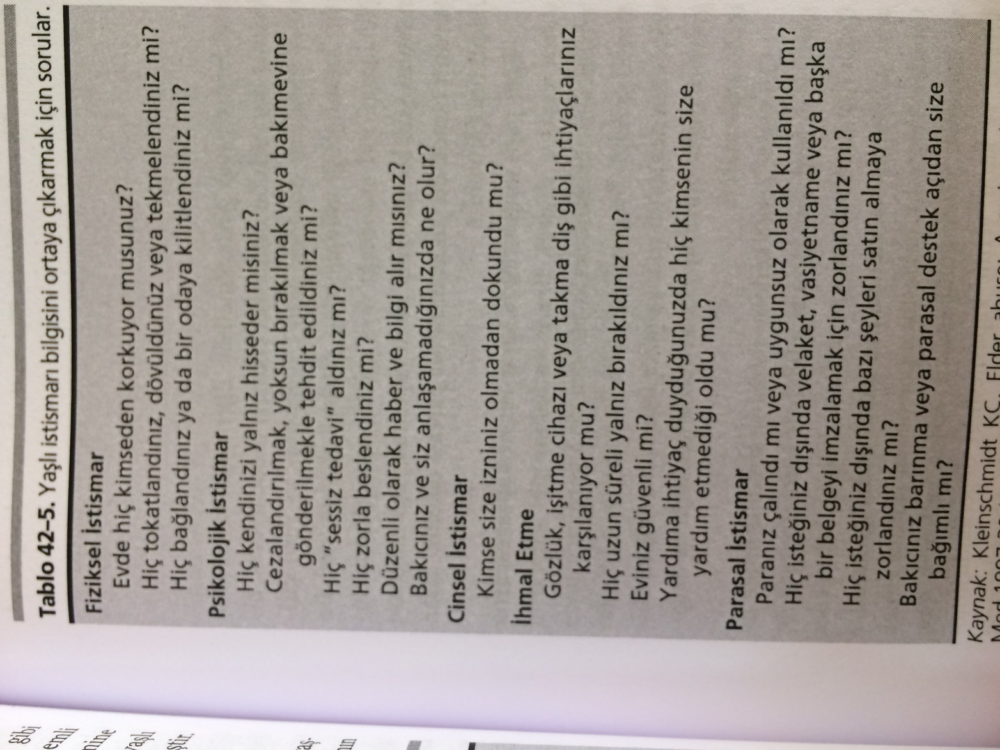 Tablo 42–5. Yaşlı istismarı bilgisini ortaya çıkarmak için sorular.
Fiziksel İstismar
Evde hiç kimseden korkuyor musunuz?
Hiç tokatlandınız, dövüldünüz veya tekmelendiniz mi?
Hiç bağlandınız ya da bir odaya kilitlendiniz mi?
Psikolojik İstismar
Hiç kendinizi yalnız hisseder misiniz?
Cezalandırılmak, yoksun bırakılmak veya bakımevine
gönderilmekle tehdit edildiniz mi?
Hiç "sessiz tedavi" aldınız mı?
Hiç zorla beslendiniz mi?
Düzenli olarak haber ve bilgi alır mısınız?
Bakıcınız ve siz anlaşamadığınızda ne olur?
Cinsel İstismar
Kimse size izniniz olmadan dokundu mu?
İhmal Etme
Gözlük, işitme cihazı veya takma diş gibi ihtiyaçlarınız
karşılanıyor mu?
Hiç uzun süreli yalnız bırakıldınız mı?
Eviniz güvenli mi?
Yardıma ihtiyaç duyduğunuzda hiç kimsenin size
yardım etmediği oldu mu?
Parasal İstismar
Paranız çalındı mı veya uygunsuz olarak kullanıldı mı?
Hiç isteğiniz dışında velaket, vasiyetname veya başka
bir belgeyi imzalamak için zorlandınız mı?
Hiç isteğiniz dışında bazı şeyleri satın almaya
zorlandınız mı?
Bakıcınız barınma veya parasal destek açıdan size
bağımlı mı?
Kaynak: Kleinschmidt KC. Elder abuse:
gibi
emli
nine
yaşlı
ştir.